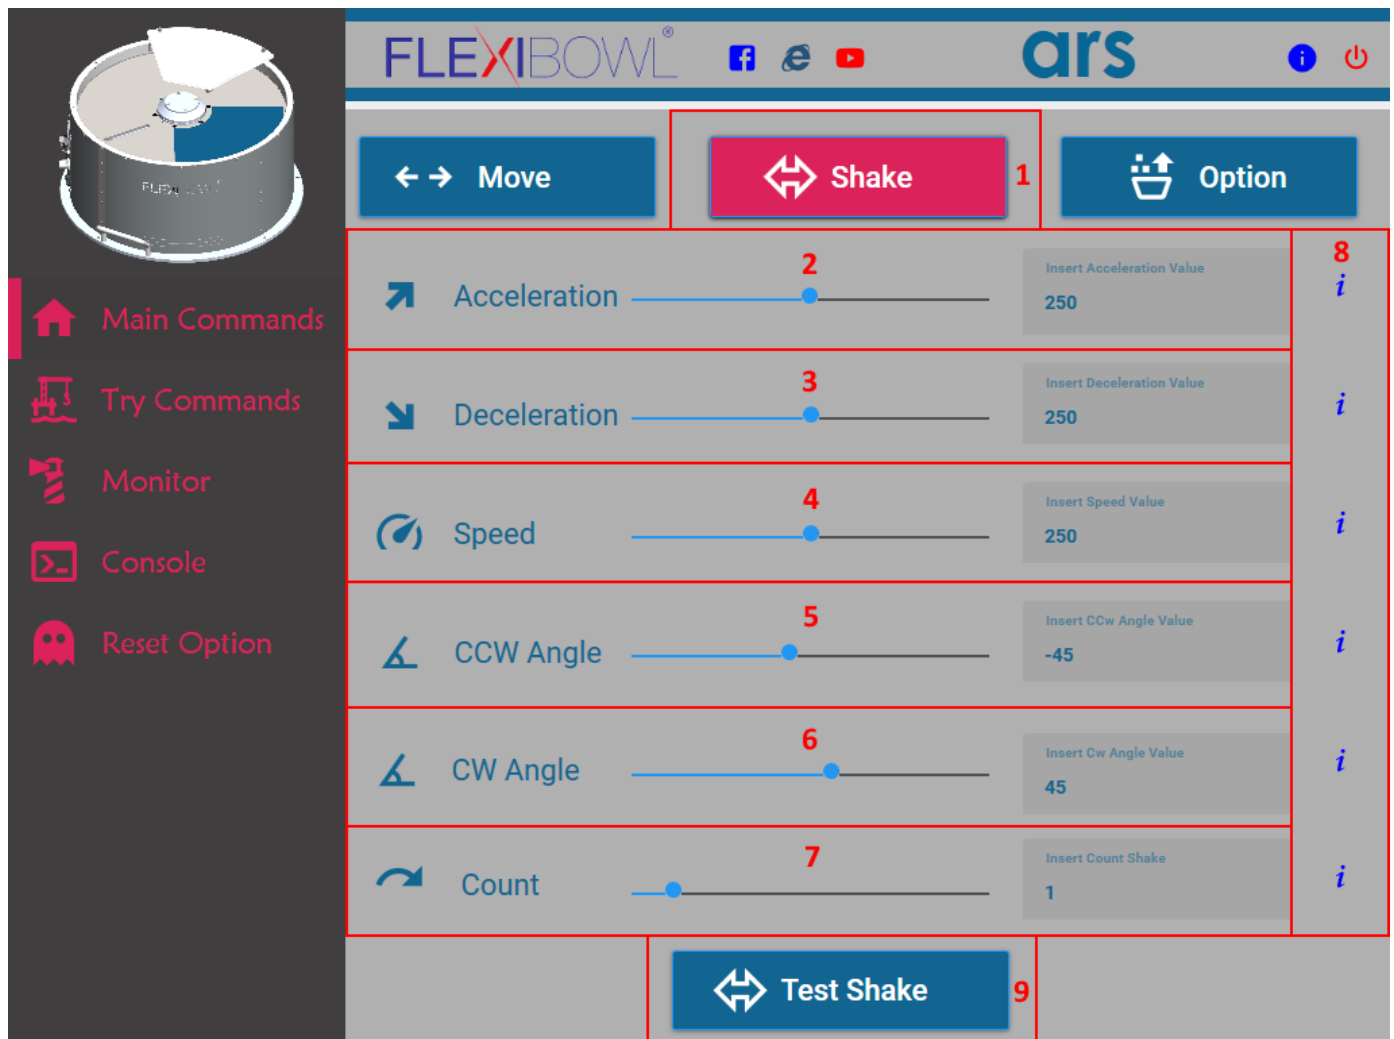 FLEXIBOWL®
ars
Move
Shake
1
Option
Main Commands
Try Commands
Monitor
Console
Reset Option
2
Acceleration
Insert Acceleration Value
250
8
i
3
Deceleration
Insert Deceleration Value
250
i
4
Speed
Insert Speed Value
250
i
5
CCW Angle
Insert CCw Angle Value
-45
i
6
CW Angle
Insert Cw Angle Value
45
i
7
Count
Insert Count Shake
1
i
Test Shake
9